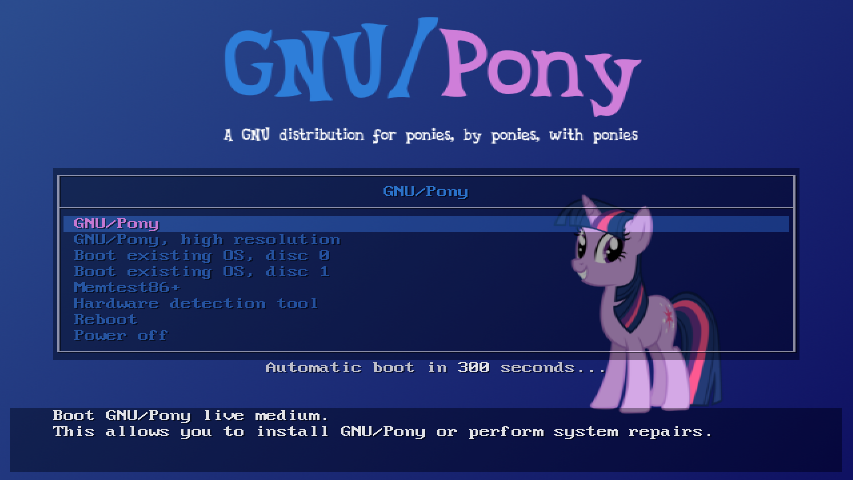 GNU/Pony
A GNU distribution for ponies, by ponies, with ponies
GNU/Pony
GNU/Pony
GNU/Pony, high resolution
Boot existing OS, disc 0
Boot existing OS, disc 1
Memtest86+
Hardware detection tool
Reboot
Power off
Automatic boot in 300 seconds...
Boot GNU/Pony live medium.
This allows you to install GNU/Pony or perform system repairs.